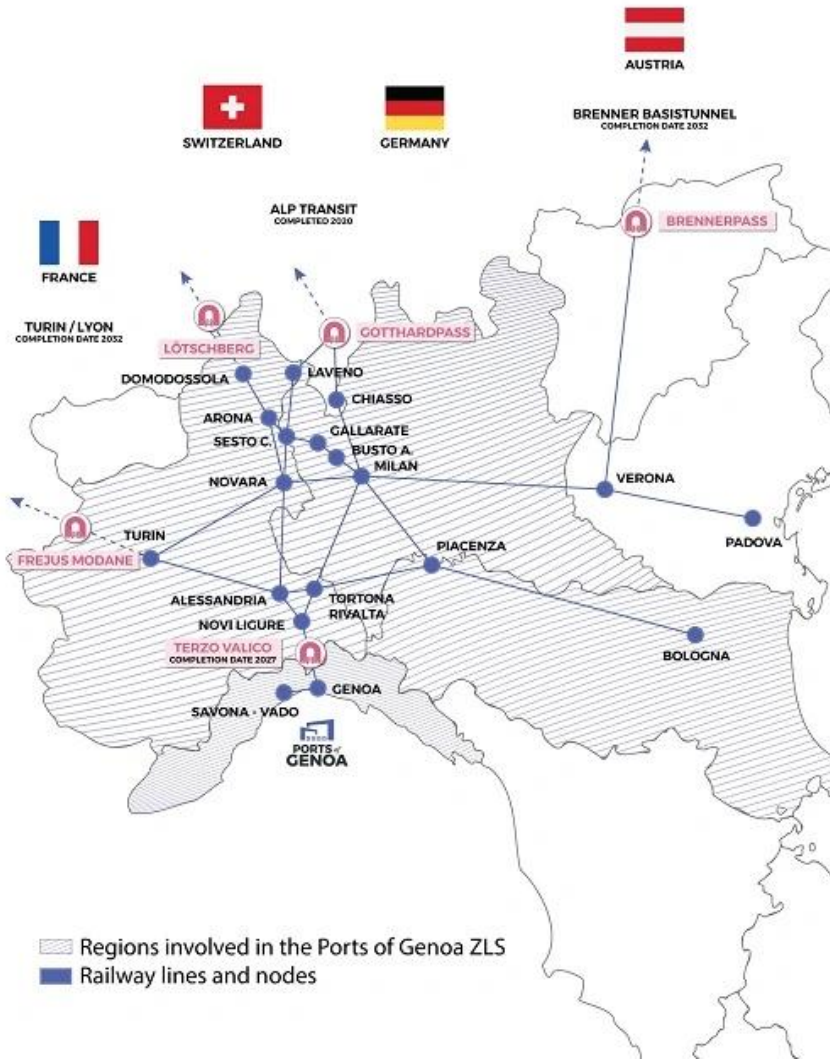 AUSTRIA
BRENNER BASISTUNNEL
COMPLETION DATE 2032
SWITZERLAND
GERMANY
ALP TRANSIT
COMPLETED 2020
BRENNERPASS
FRANCE
TURIN / LYON
COMPLETION DATE 2032
LÖTSCHBERG
GOTTHARDPASS
DOMODOSSOLA
LAVENO
CHIASSO
ARONA
GALLARATE
SESTO C.
BUSTO A.
MILAN
NOVARA
VERONA
TURIN
PADOVA
FREJUS MODANE
PIACENZA
ALESSANDRIA
TORTONA
RIVALTA
NOVI LIGURE
BOLOGNA
TERZO VALICO
COMPLETION DATE 2027
GENOA
SAVONA - VADO
PORTS of
GENOA
Regions involved in the Ports of Genoa ZLS
Railway lines and nodes